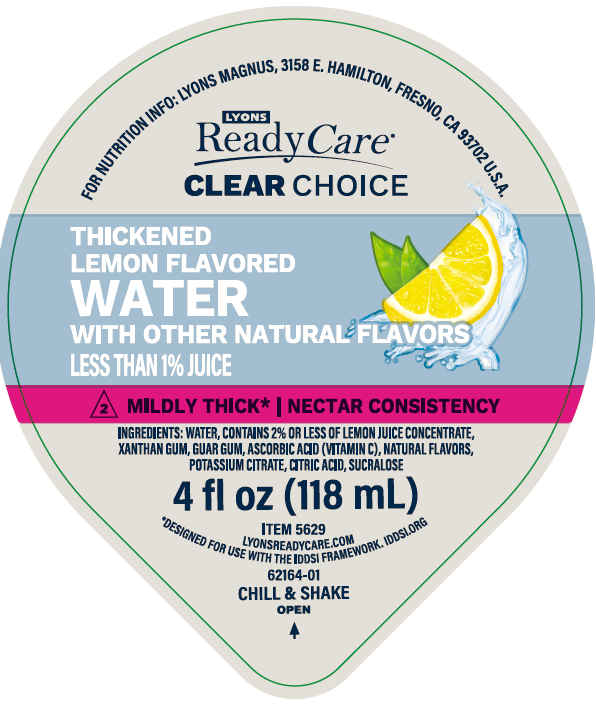 FOR NUTRITION INFO: LYONS MAGNUS, 3158 E. HAMILTON, FRESNO, CA 93702 U.S.A.
LYONS
ReadyCare®
CLEAR CHOICE
THICKENED
LEMON FLAVORED
WATER
WITH OTHER NATURAL FLAVORS
LESS THAN 1% JUICE
2 MILDLY THICK* | NECTAR CONSISTENCY
INGREDIENTS: WATER, CONTAINS 2% OR LESS OF LEMON JUICE CONCENTRATE,
XANTHAN GUM, GUAR GUM, ASCORBIC ACID (VITAMIN C), NATURAL FLAVORS,
POTASSIUM CITRATE, CITRIC ACID, SUCRALOSE
4 fl oz (118 mL)
ITEM 5629
LYONSREADYCARE.COM
*DESIGNED FOR USE WITH THE IDDSI FRAMEWORK. IDDSI.ORG
62164-01
CHILL & SHAKE
OPEN